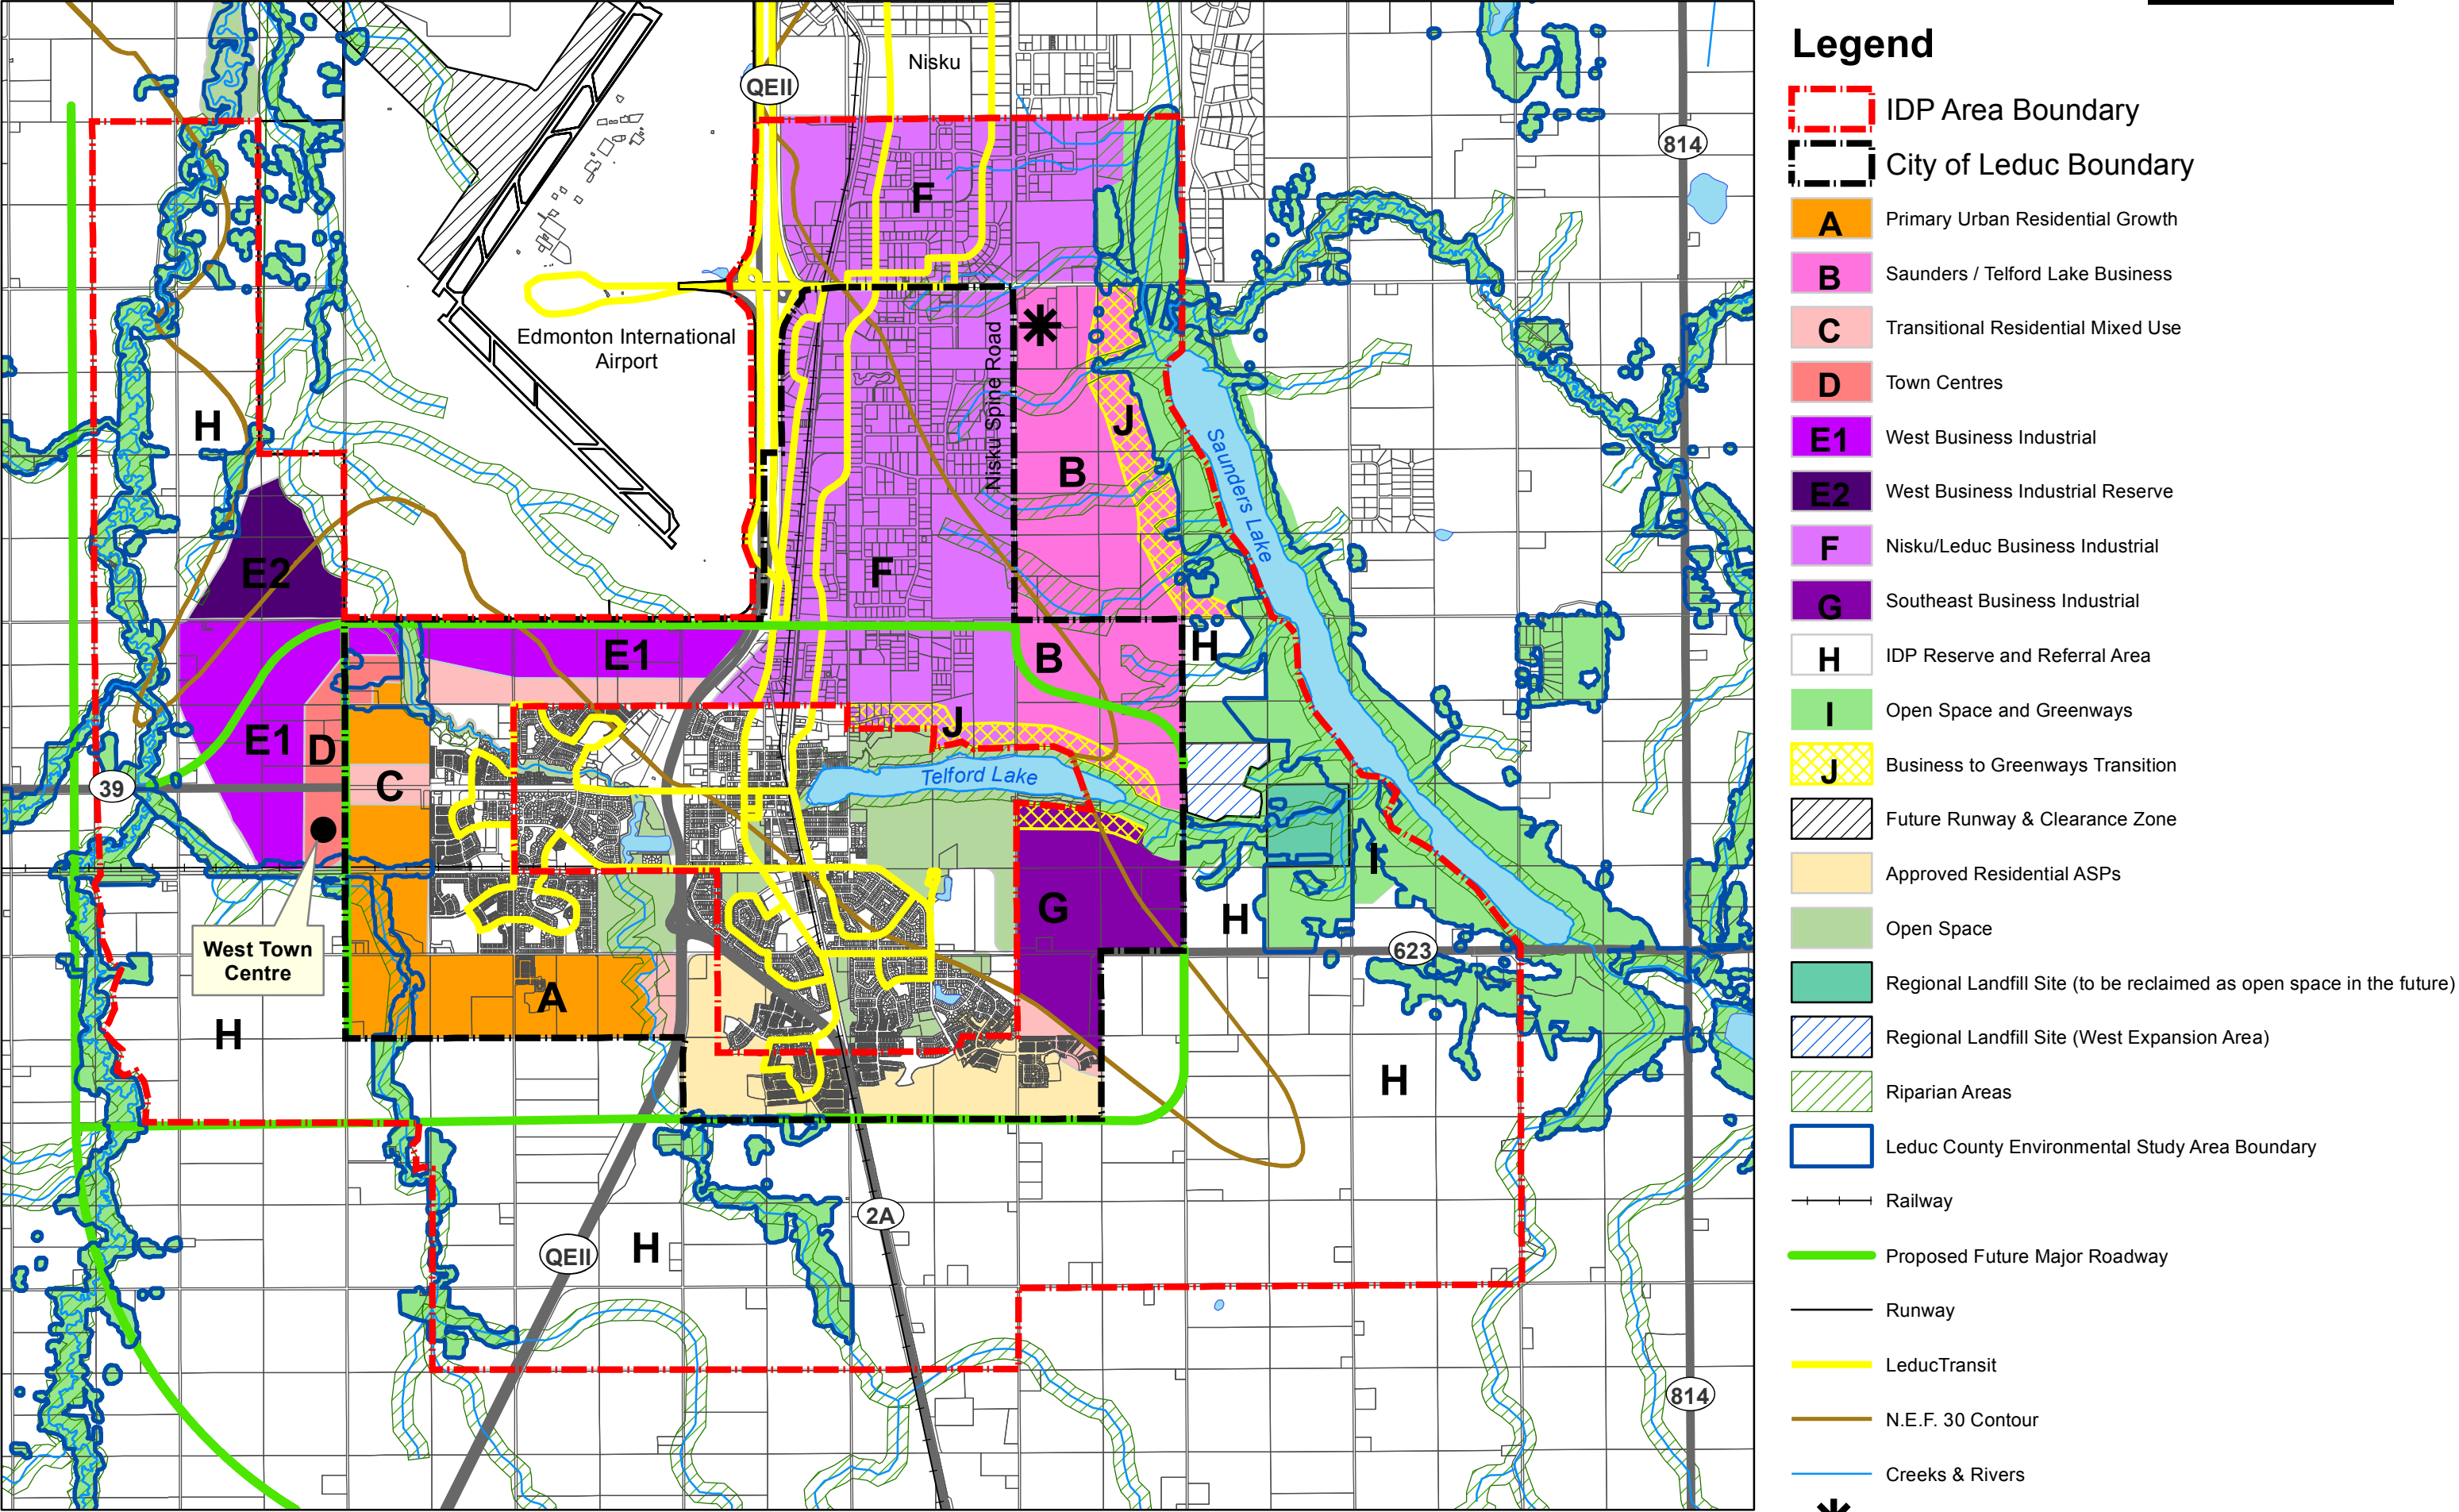 Nisku
QEII
814
F
H
Edmonton International
Airport
Nisku Spine Road
J
B
Saunders Lake
F
E2
E1
B
H
E1
D
J
C
Telford Lake
39
I
G
H
623
West Town
Centre
A
H
H
2A
QEII
H
814
Legend
IDP Area Boundary
City of Leduc Boundary
A Primary Urban Residential Growth
B Saunders / Telford Lake Business
C Transitional Residential Mixed Use
D Town Centres
E1 West Business Industrial
E2 West Business Industrial Reserve
F Nisku/Leduc Business Industrial
G Southeast Business Industrial
H IDP Reserve and Referral Area
I Open Space and Greenways
J Business to Greenways Transition
Future Runway & Clearance Zone
Approved Residential ASPs
Open Space
Regional Landfill Site (to be reclaimed as open space in the future)
Regional Landfill Site (West Expansion Area)
Riparian Areas
Leduc County Environmental Study Area Boundary
Railway
Proposed Future Major Roadway
Runway
LeducTransit
N.E.F. 30 Contour
Creeks & Rivers